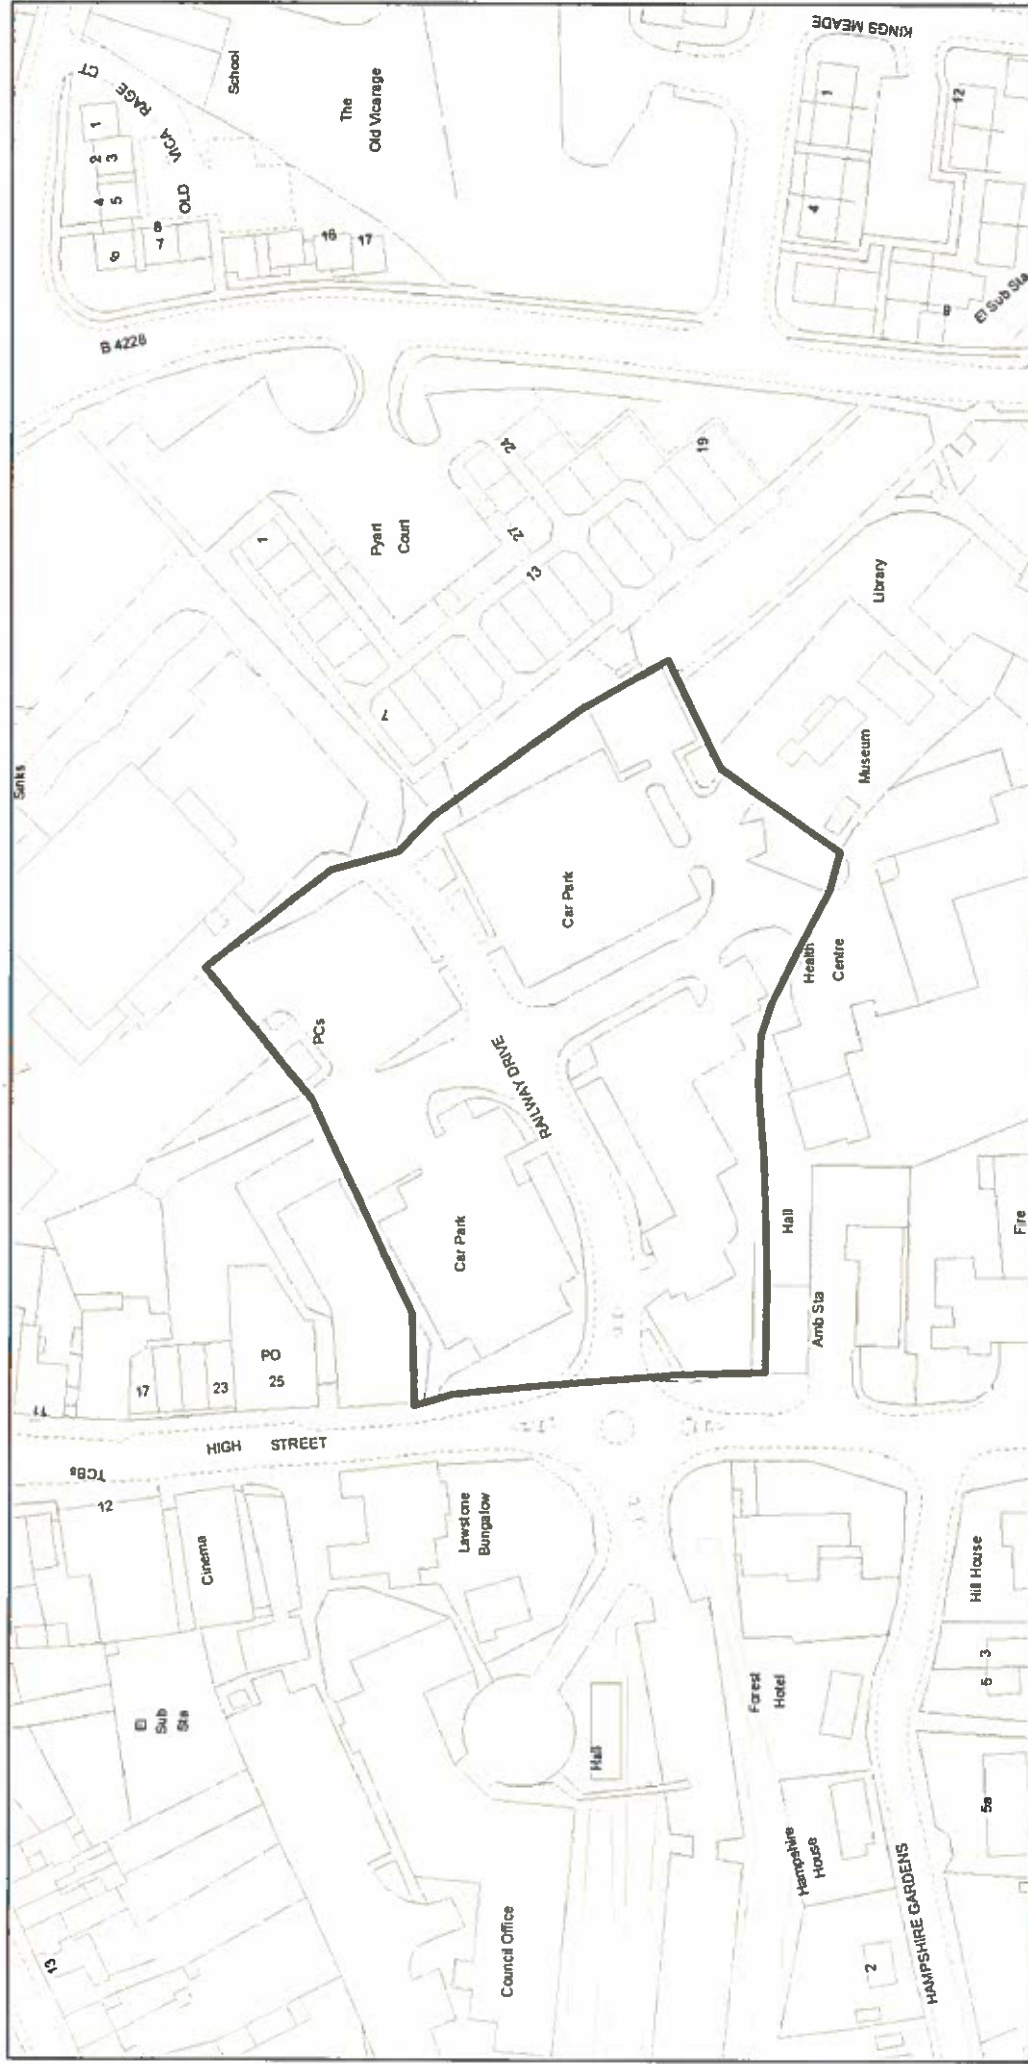 Sinks
KINGS MEADE
School
The
Old Vicarage
OLD VICA RAGE CT
1
2
3
4
5
6
8
7
16
17
B 4228
1
4
12
8
El Sub Sta
Pyart
Court
1
7
13
21
24
19
Library
Museum
Car Park
PCs
RAILWAY DRIVE
Health
Centre
Car Park
Hall
Amb Sta
Fire
PO
25
23
17
11
HIGH STREET
TCBs
12
Cinema
Lawstone
Bungalow
El
Sub
Sta
Hall
Forest
Hotel
Hill House
3
5
5a
Hampshire
House
HAMPSHIRE GARDENS
2
Council Office
13